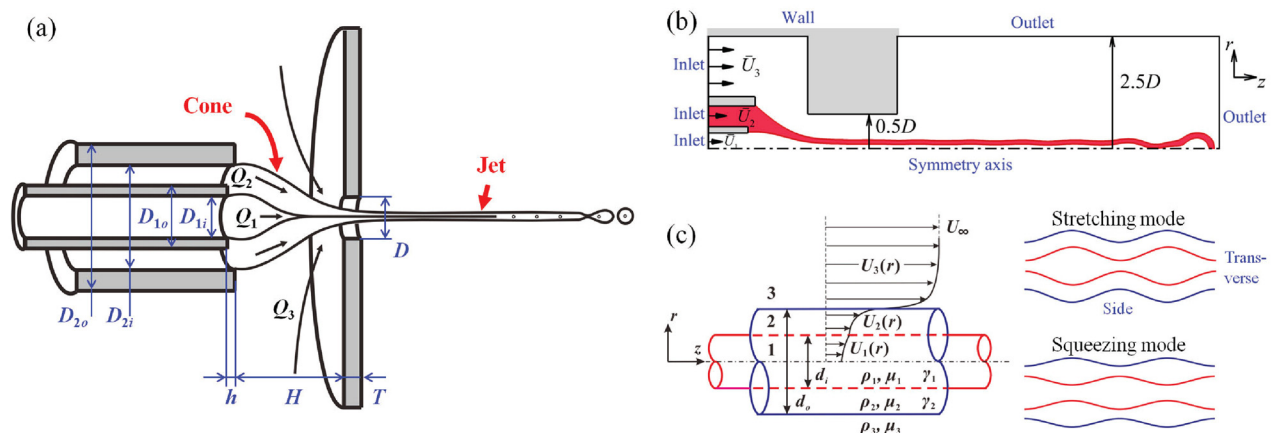 (a)
Cone
Jet
Q₂
Q₁
Q₃
D₁ₒ
D₁ᵢ
D₂ₒ
D₂ᵢ
D
h
H
T
(b)
Wall
Outlet
Inlet
Ū₃
Inlet
Ū₂
Inlet
0.5D
2.5D
r
z
Outlet
Symmetry axis
(c)
U∞
U₃(r)
3
2
U₂(r)
1
U₁(r)
r
z
dᵢ
dₒ
ρ₁, μ₁
γ₁
ρ₂, μ₂
γ₂
ρ₃, μ₃
Stretching mode
Trans-
verse
Side
Squeezing mode